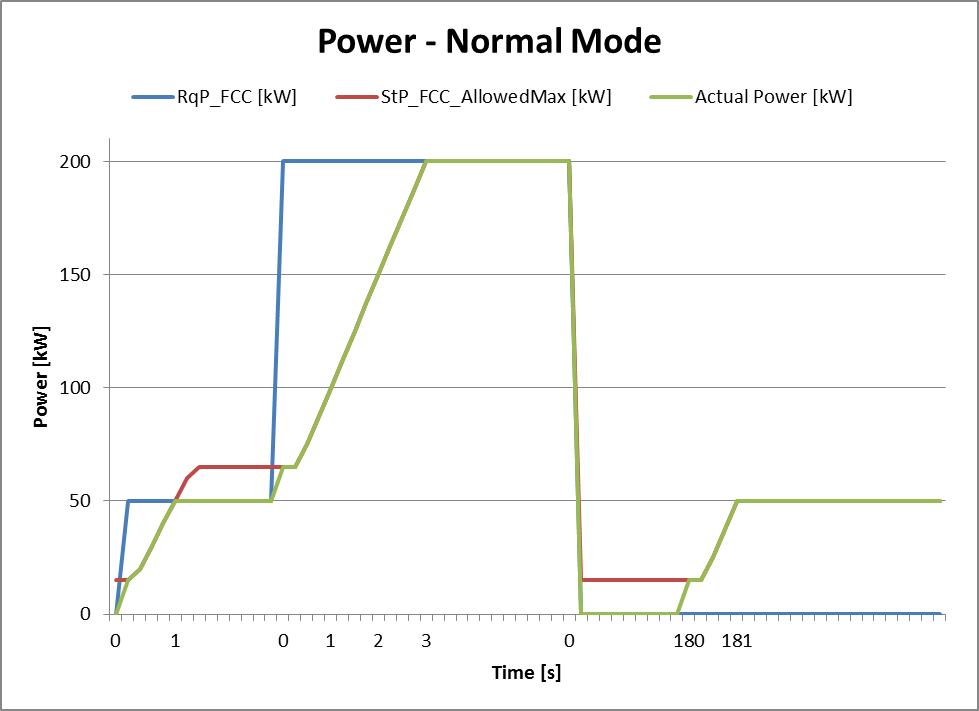 Power - Normal Mode
RqP_FCC [kW] StP_FCC_AllowedMax [kW] Actual Power [kW]
200
150
100
50
0
Power [kW]
0 1 0 1 2 3 0 180 181
Time [s]